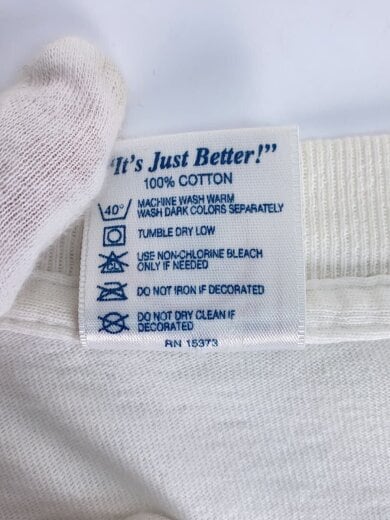 "It's Just Better!"
100% COTTON
40° MACHINE WASH WARM
WASH DARK COLORS SEPARATELY
TUMBLE DRY LOW
USE NON-CHLORINE BLEACH
ONLY IF NEEDED
DO NOT IRON IF DECORATED
DO NOT DRY CLEAN IF
DECORATED
RN 15373